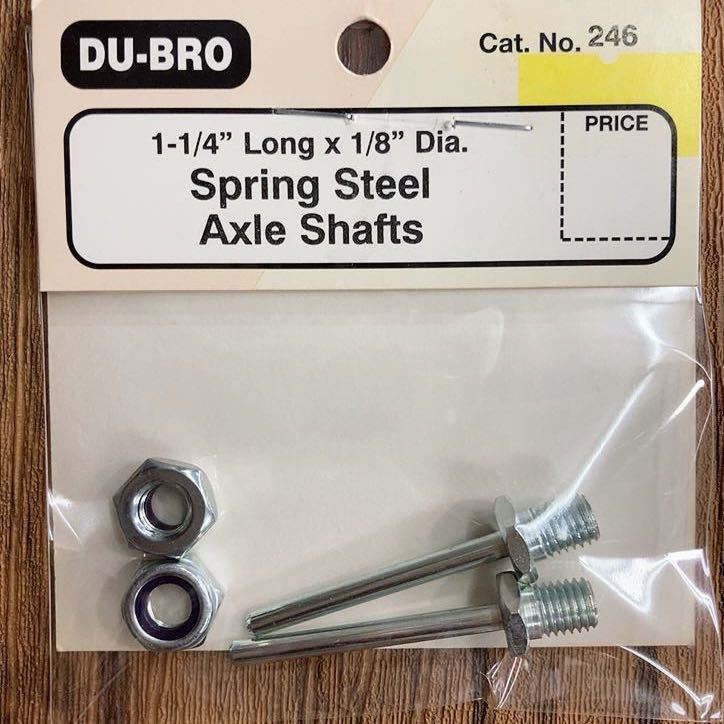 DU-BRO
Cat. No. 246
1-1/4” Long x 1/8” Dia.
Spring Steel
Axle Shafts
PRICE